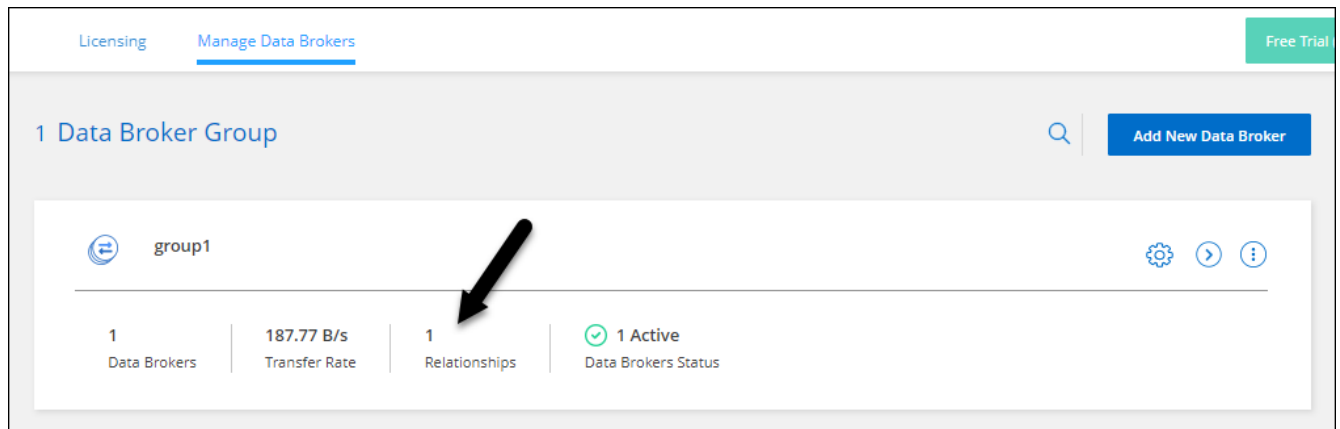 Licensing Manage Data Brokers Free Trial
1 Data Broker Group Add New Data Broker
group1
1 187.77 B/s 1 1 Active
Data Brokers Transfer Rate Relationships Data Brokers Status